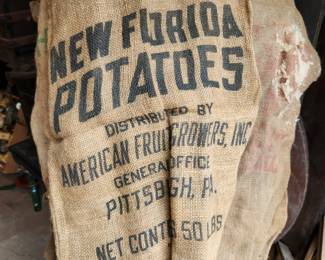 NEW FLORIDA
POTATOES
DISTRIBUTED BY
AMERICAN FRUIT GROWERS, INC.
GENERAL OFFICE
PITTSBGH, PA.
NET CONTS 50 LBS